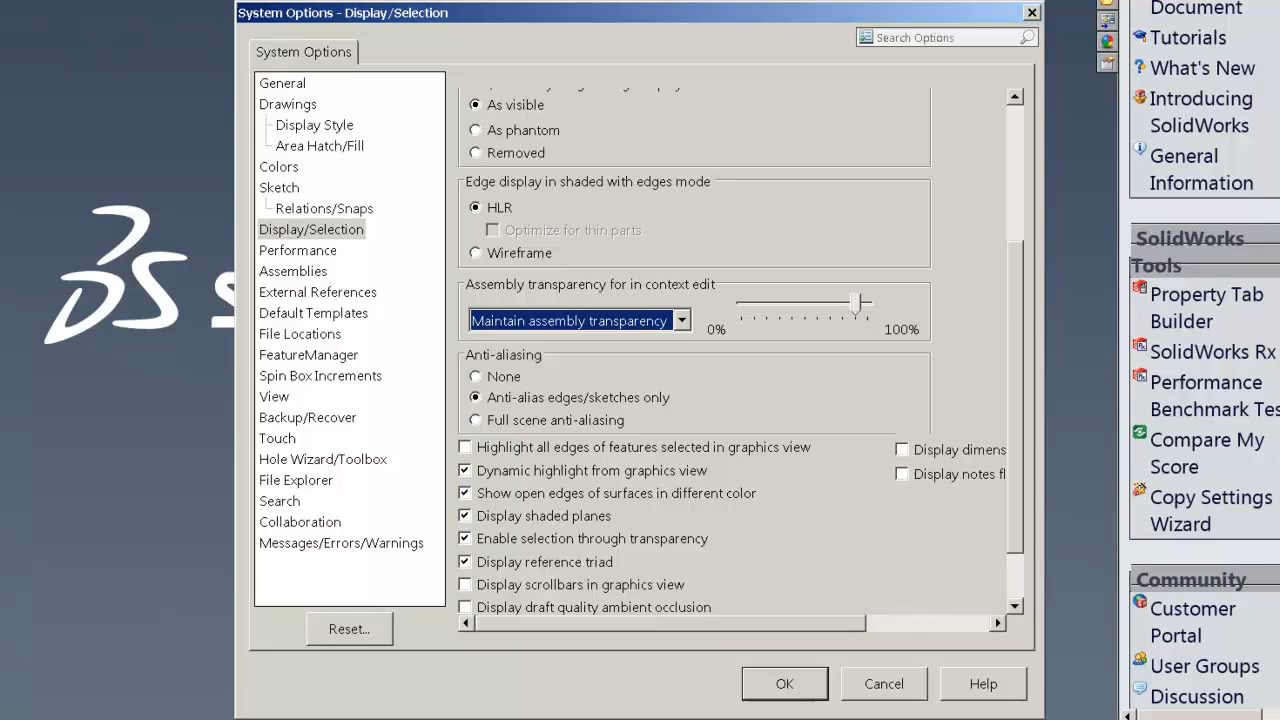 System Options - Display/Selection
Search Options
System Options
General
Drawings
Display Style
Area Hatch/Fill
Colors
Sketch
Relations/Snaps
Display/Selection
Performance
Assemblies
External References
Default Templates
File Locations
FeatureManager
Spin Box Increments
View
Backup/Recover
Touch
Hole Wizard/Toolbox
File Explorer
Search
Collaboration
Messages/Errors/Warnings
Reset...
As visible
As phantom
Removed
Edge display in shaded with edges mode
HLR
Optimize for thin parts
Wireframe
Assembly transparency for in context edit
Maintain assembly transparency
0%
100%
Anti-aliasing
None
Anti-alias edges/sketches only
Full scene anti-aliasing
Highlight all edges of features selected in graphics view
Dynamic highlight from graphics view
Show open edges of surfaces in different color
Display shaded planes
Enable selection through transparency
Display reference triad
Display scrollbars in graphics view
Display draft quality ambient occlusion
Display dimens
Display notes fl
OK
Cancel
Help
S
Document
Tutorials
What's New
Introducing
SolidWorks
General
Information
SolidWorks
Tools
Property Tab
Builder
SolidWorks Rx
Performance
Benchmark Tes
Compare My
Score
Copy Settings
Wizard
Community
Customer
Portal
User Groups
Discussion